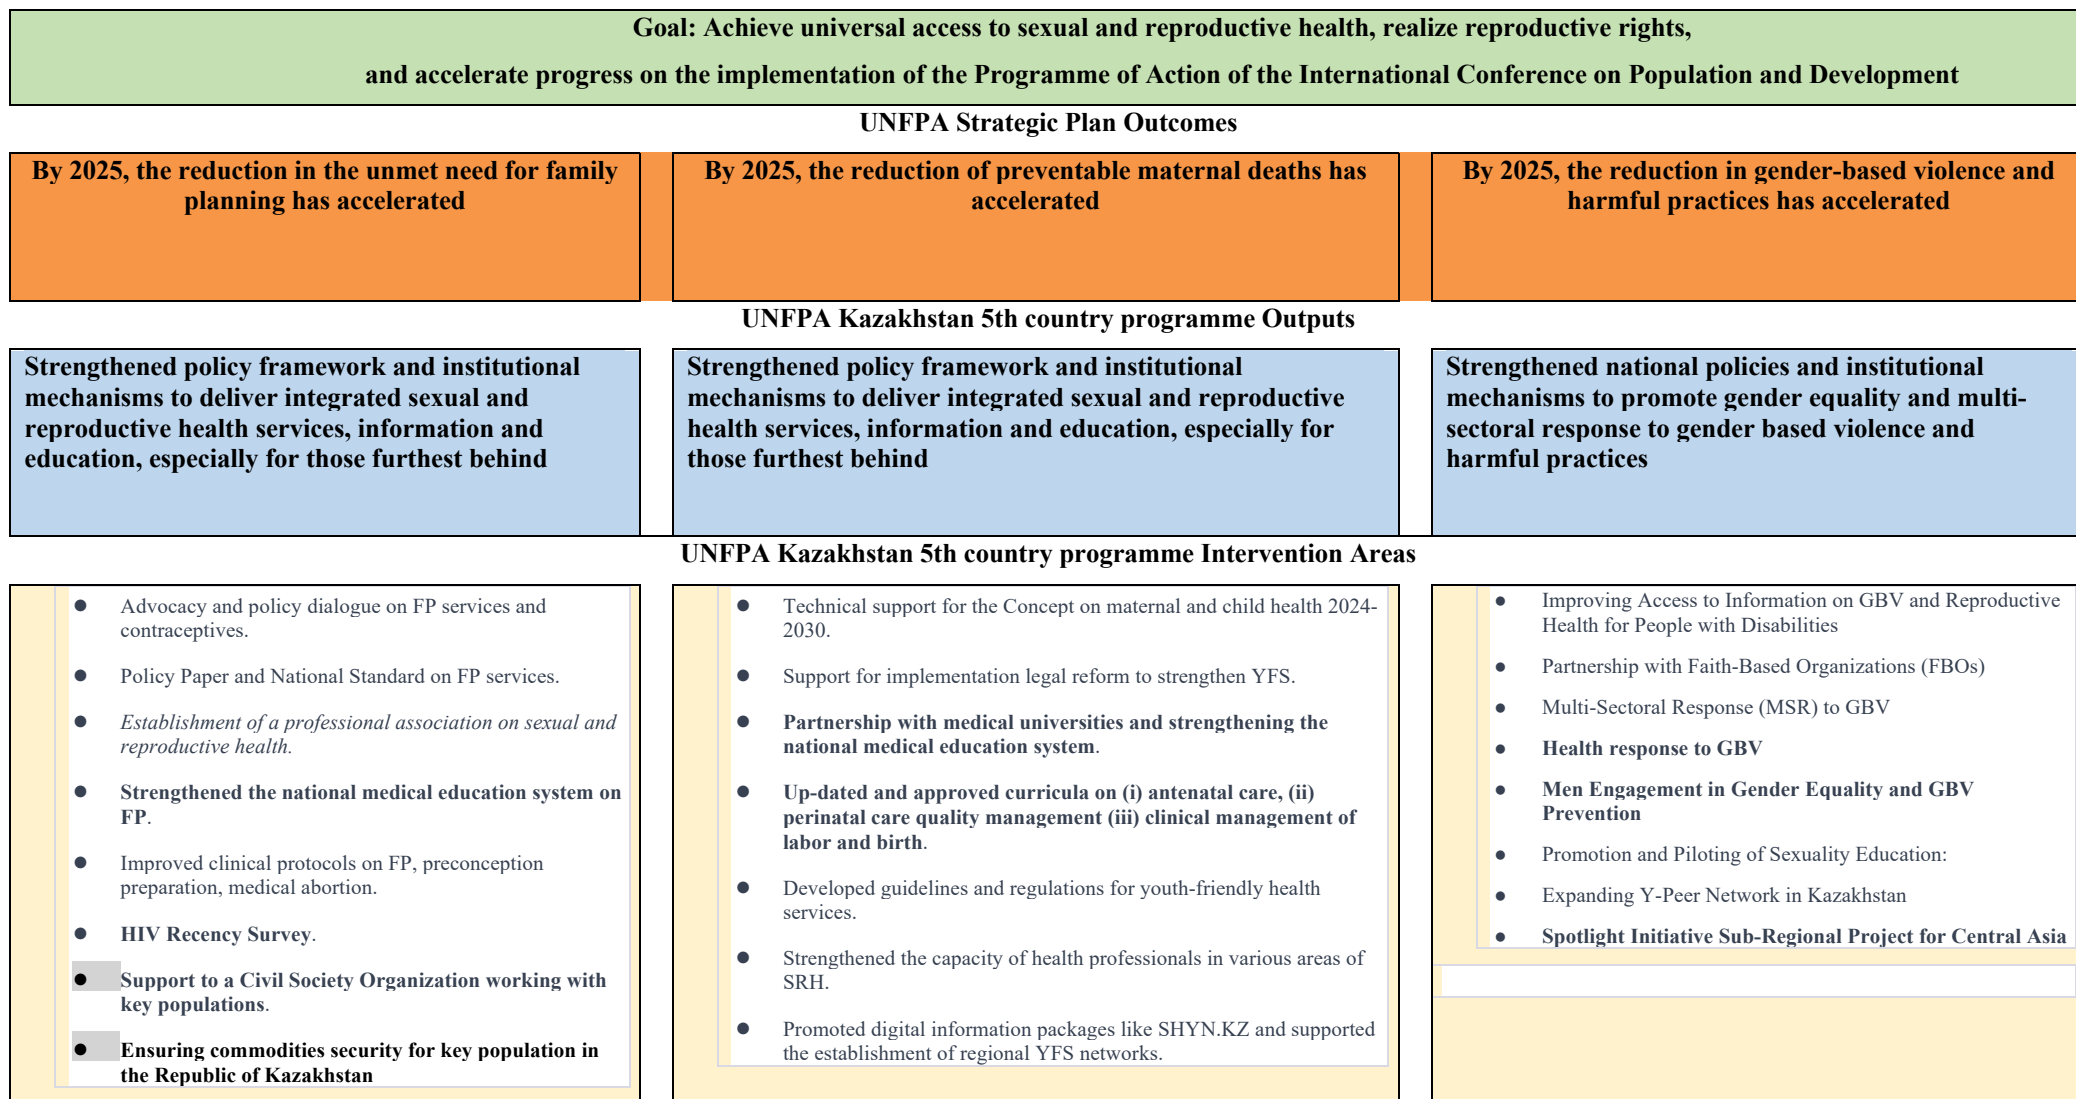 Goal: Achieve universal access to sexual and reproductive health, realize reproductive rights,
and accelerate progress on the implementation of the Programme of Action of the International Conference on Population and Development
UNFPA Strategic Plan Outcomes
By 2025, the reduction in the unmet need for family
planning has accelerated
By 2025, the reduction of preventable maternal deaths has
accelerated
By 2025, the reduction in gender-based violence and
harmful practices has accelerated
UNFPA Kazakhstan 5th country programme Outputs
Strengthened policy framework and institutional
mechanisms to deliver integrated sexual and
reproductive health services, information and
education, especially for those furthest behind
Strengthened policy framework and institutional
mechanisms to deliver integrated sexual and reproductive
health services, information and education, especially for
those furthest behind
Strengthened national policies and institutional
mechanisms to promote gender equality and multi-
sectoral response to gender based violence and
harmful practices
UNFPA Kazakhstan 5th country programme Intervention Areas
● Advocacy and policy dialogue on FP services and
contraceptives.
● Policy Paper and National Standard on FP services.
● Establishment of a professional association on sexual and
reproductive health.
● Strengthened the national medical education system on
FP.
● Improved clinical protocols on FP, preconception
preparation, medical abortion.
● HIV Recency Survey.
● Support to a Civil Society Organization working with
key populations.
● Ensuring commodities security for key population in
the Republic of Kazakhstan
● Technical support for the Concept on maternal and child health 2024-
2030.
● Support for implementation legal reform to strengthen YFS.
● Partnership with medical universities and strengthening the
national medical education system.
● Up-dated and approved curricula on (i) antenatal care, (ii)
perinatal care quality management (iii) clinical management of
labor and birth.
● Developed guidelines and regulations for youth-friendly health
services.
● Strengthened the capacity of health professionals in various areas of
SRH.
● Promoted digital information packages like SHYN.KZ and supported
the establishment of regional YFS networks.
● Improving Access to Information on GBV and Reproductive
Health for People with Disabilities
● Partnership with Faith-Based Organizations (FBOs)
● Multi-Sectoral Response (MSR) to GBV
● Health response to GBV
● Men Engagement in Gender Equality and GBV
Prevention
● Promotion and Piloting of Sexuality Education:
● Expanding Y-Peer Network in Kazakhstan
● Spotlight Initiative Sub-Regional Project for Central Asia